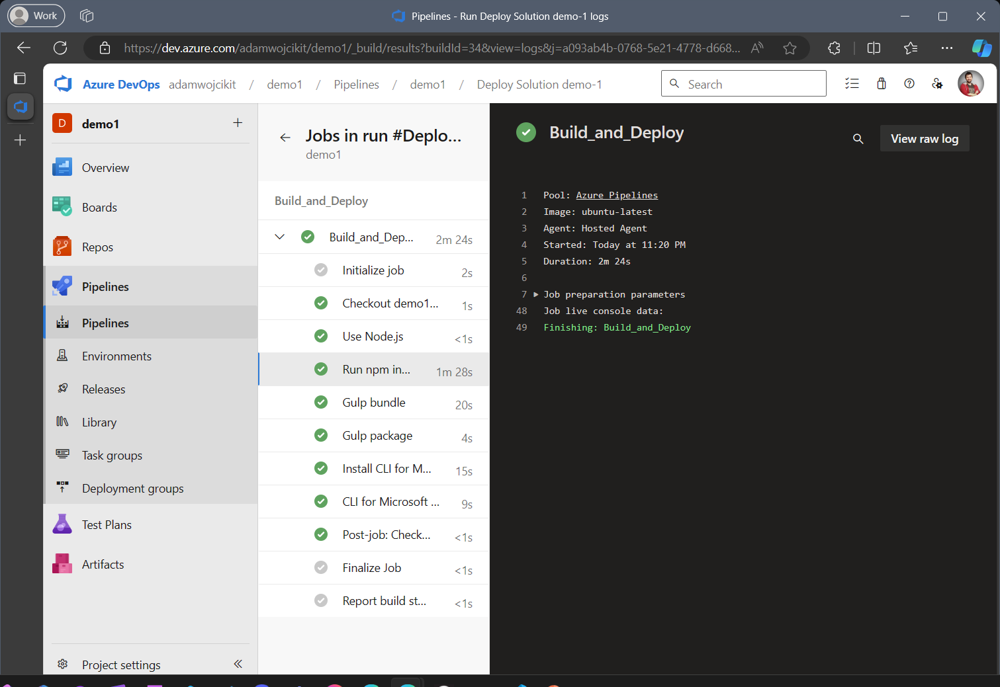 Work
Pipelines - Run Deploy Solution demo-1 logs
https://dev.azure.com/adamwojcikit/demo1/_build/results?buildId=34&view=logs&j=a093ab4b-0768-5e21-4778-d668...
Azure DevOps adamwojcikit / demo1 / Pipelines / demo1 / Deploy Solution demo-1
Search
D demo1
Overview
Boards
Repos
Pipelines
Pipelines
Environments
Releases
Library
Task groups
Deployment groups
Test Plans
Artifacts
Project settings
Jobs in run #Deplo...
demo1
Build_and_Deploy
Build_and_Dep... 2m 24s
Initialize job 2s
Checkout demo1... 1s
Use Node.js <1s
Run npm in... 1m 28s
Gulp bundle 20s
Gulp package 4s
Install CLI for M... 15s
CLI for Microsoft ... 9s
Post-job: Check... <1s
Finalize Job <1s
Report build st... <1s
Build_and_Deploy
View raw log
1 Pool: Azure Pipelines
2 Image: ubuntu-latest
3 Agent: Hosted Agent
4 Started: Today at 11:20 PM
5 Duration: 2m 24s
6
7 Job preparation parameters
48 Job live console data:
49 Finishing: Build_and_Deploy